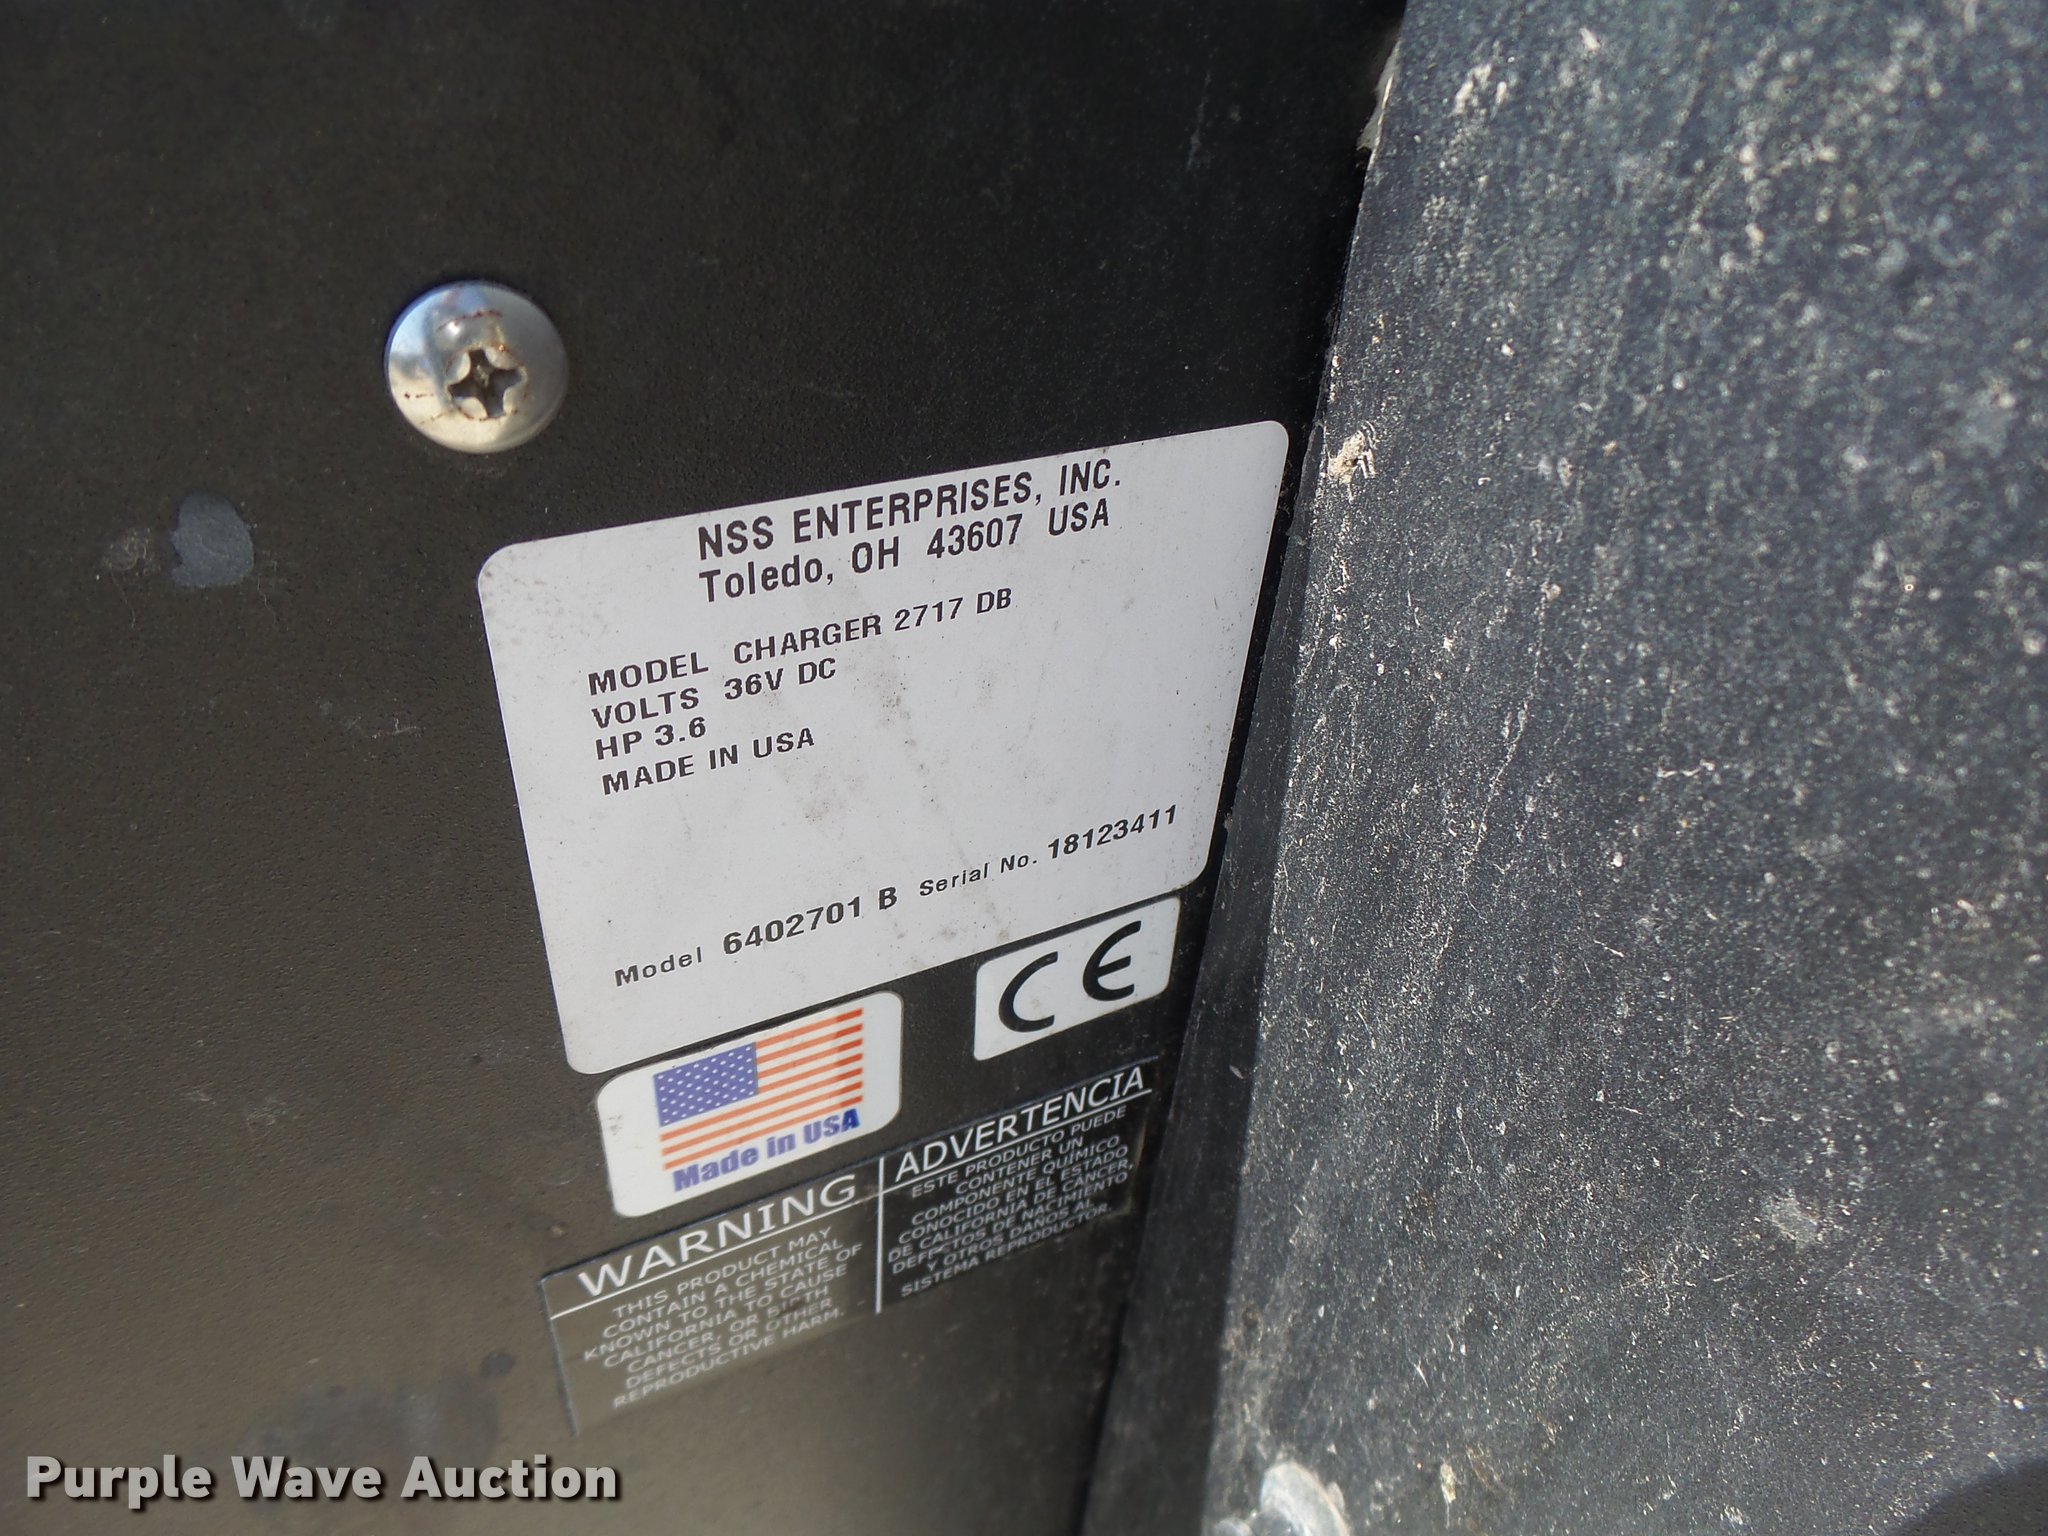 NSS ENTERPRISES, INC.
Toledo, OH 43607 USA
MODEL CHARGER 2717 DB
VOLTS 36V DC
HP 3.6
MADE IN USA
Model 6402701 B Serial No. 18123411
CE
Made in USA
WARNING
THIS PRODUCT MAY
CONTAIN A CHEMICAL
KNOWN TO THE STATE OF
CALIFORNIA TO CAUSE
CANCER, OR BIRTH
DEFECTS OR OTHER
REPRODUCTIVE HARM.
ADVERTENCIA
ESTE PRODUCTO PUEDE
CONTENER UN
COMPONENTE QUÍMICO
CONOCIDO EN EL ESTADO
DE CALIFORNIA DE CÁNCER,
DEFECTOS DE NACIMIENTO
Y OTROS DAÑOS AL
SISTEMA REPRODUCTOR.
Purple Wave Auction